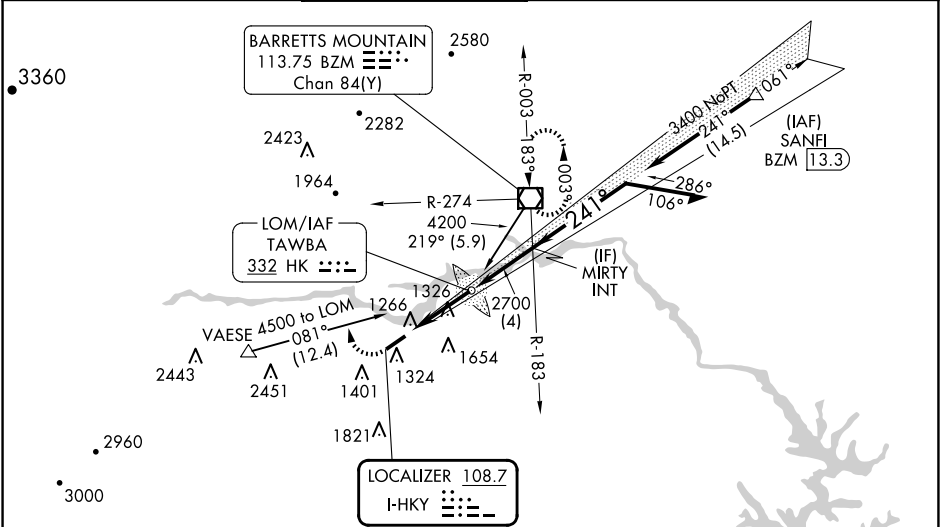 BARRETTS MOUNTAIN
113.75 BZM
Chan 84(Y)
2580
3360
2282
2423
1964
R-003
183°
003°
R-274
4200
219° (5.9)
3400 NoPT
241°
(14.5)
061°
(IAF)
SANFI
BZM 13.3
286°
106°
241°
(IF)
MIRTY
INT
LOM/IAF
TAWBA
332 HK
1326
1266
2700
(4)
R-183
VAESE
4500 to LOM
081°
(12.4)
2443
2451
1401
1324
1654
1821
2960
3000
LOCALIZER 108.7
I-HKY